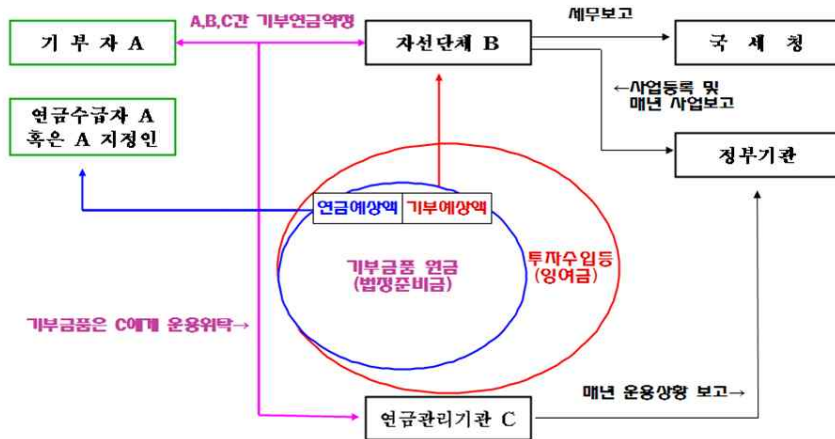 A,B,C간 기부연금약정
세무보고
기 부 자 A
자선단체 B
국 세 청
←사업등록 및
매년 사업보고
연금수급자 A
혹은 A 지정인
정부기관
연금예상액
기부예상액
기부금품 연금
(법정준비금)
투자수입등
(잉여금)
기부금품은 C에게 운용위탁→
매년 운용상황 보고→
연금관리기관 C